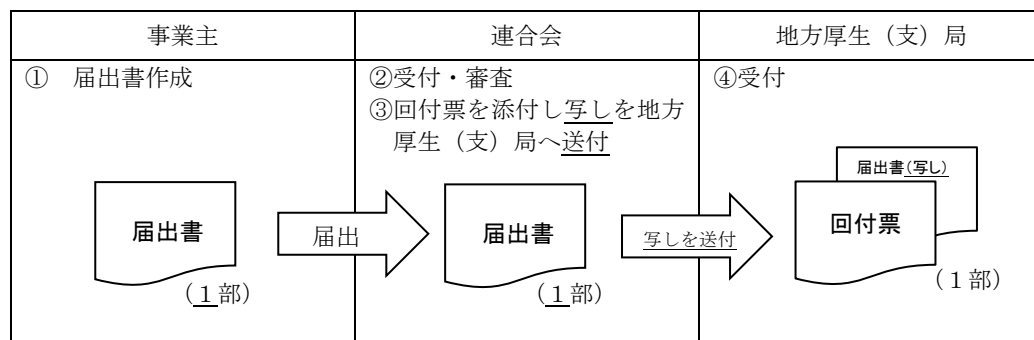 事業主
連合会
地方厚生（支）局
①　届出書作成
②受付・審査
③回付票を添付し写しを地方
厚生（支）局へ送付
④受付
届出書
（１部）
届出
届出書
（１部）
写しを送付
届出書(写し)
回付票
（１部）